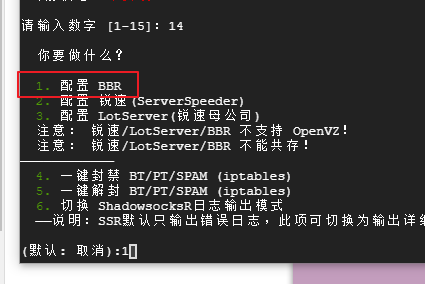 请输入数字 [1-15]: 14
你要做什么?
1. 配置 BBR
2. 配置 锐速(ServerSpeeder)
3. 配置 LotServer(锐速母公司)
注意: 锐速/LotServer/BBR 不支持 OpenVZ!
注意: 锐速/LotServer/BBR 不能共存!
4. 一键封禁 BT/PT/SPAM (iptables)
5. 一键解封 BT/PT/SPAM (iptables)
6. 切换 ShadowsocksR日志输出模式
——说明:SSR默认只输出错误日志,此项可切换为输出详细
(默认: 取消):1